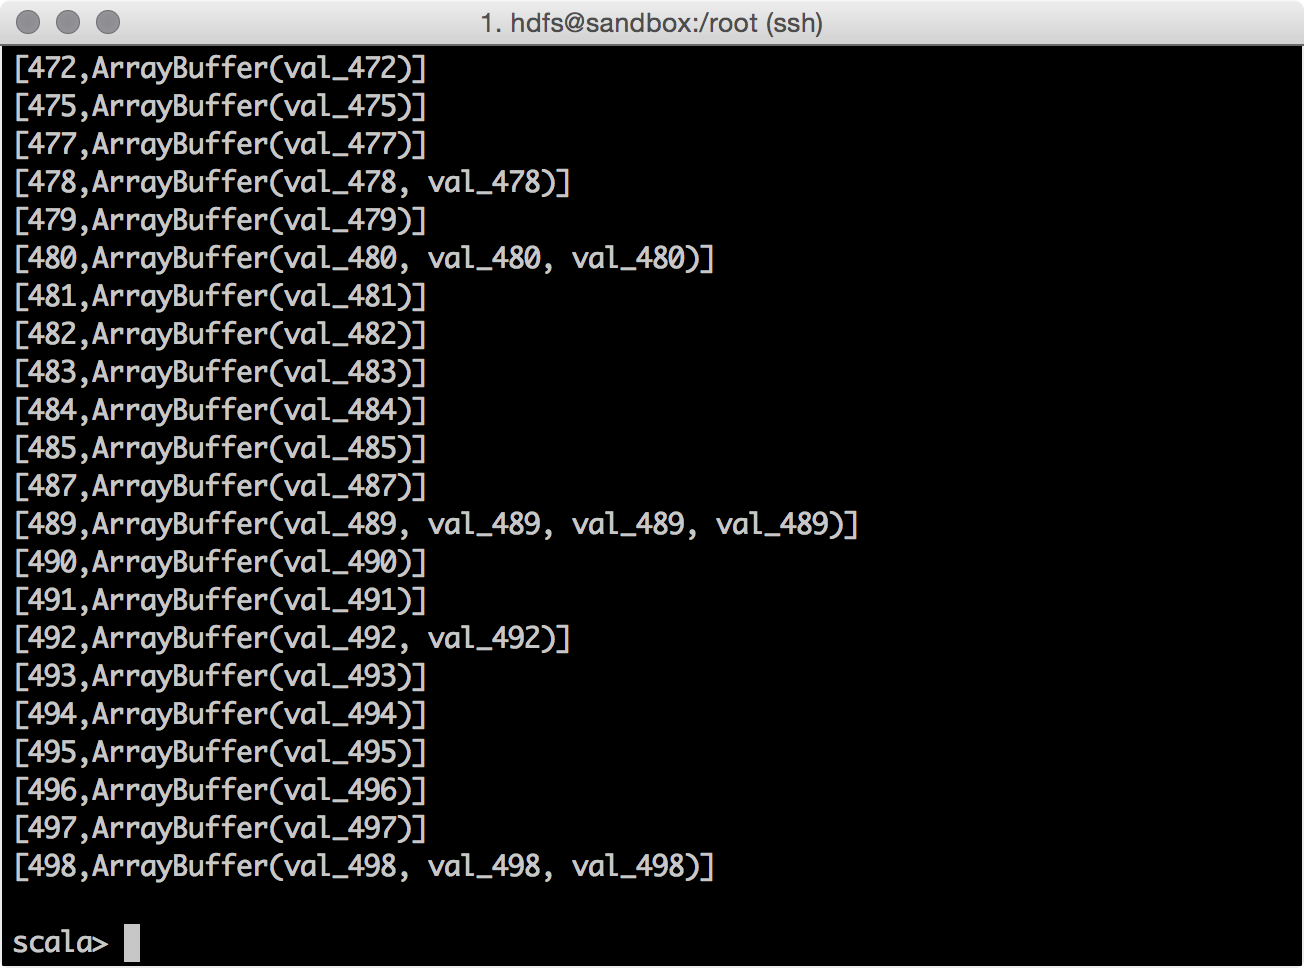 1. hdfs@sandbox:/root (ssh)
[472,ArrayBuffer(val_472)]
[475,ArrayBuffer(val_475)]
[477,ArrayBuffer(val_477)]
[478,ArrayBuffer(val_478, val_478)]
[479,ArrayBuffer(val_479)]
[480,ArrayBuffer(val_480, val_480, val_480)]
[481,ArrayBuffer(val_481)]
[482,ArrayBuffer(val_482)]
[483,ArrayBuffer(val_483)]
[484,ArrayBuffer(val_484)]
[485,ArrayBuffer(val_485)]
[487,ArrayBuffer(val_487)]
[489,ArrayBuffer(val_489, val_489, val_489, val_489)]
[490,ArrayBuffer(val_490)]
[491,ArrayBuffer(val_491)]
[492,ArrayBuffer(val_492, val_492)]
[493,ArrayBuffer(val_493)]
[494,ArrayBuffer(val_494)]
[495,ArrayBuffer(val_495)]
[496,ArrayBuffer(val_496)]
[497,ArrayBuffer(val_497)]
[498,ArrayBuffer(val_498, val_498, val_498)]
scala>